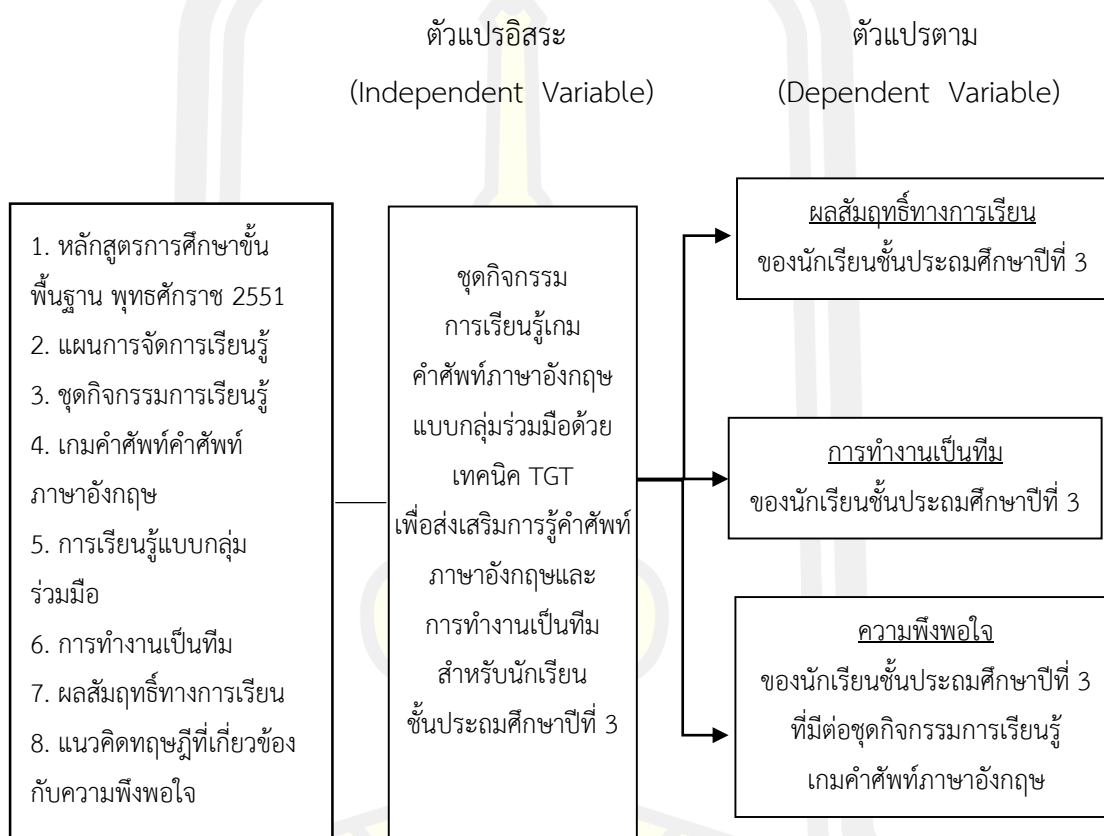 ตัวแปรอิสระ
(Independent Variable)
ตัวแปรตาม
(Dependent Variable)
1. หลักสูตรการศึกษาขั้น
พื้นฐาน พุทธศักราช 2551
2. แผนการจัดการเรียนรู้
3. ชุดกิจกรรมการเรียนรู้
4. เกมคำศัพท์คำศัพท์
ภาษาอังกฤษ
5. การเรียนรู้แบบกลุ่ม
ร่วมมือ
6. การทำงานเป็นทีม
7. ผลสัมฤทธิ์ทางการเรียน
8. แนวคิดทฤษฎีที่เกี่ยวข้อง
กับความพึงพอใจ
ชุดกิจกรรม
การเรียนรู้เกม
คำศัพท์ภาษาอังกฤษ
แบบกลุ่มร่วมมือด้วย
เทคนิค TGT
เพื่อส่งเสริมการรู้คำศัพท์
ภาษาอังกฤษและ
การทำงานเป็นทีม
สำหรับนักเรียน
ชั้นประถมศึกษาปีที่ 3
ผลสัมฤทธิ์ทางการเรียน
ของนักเรียนชั้นประถมศึกษาปีที่ 3
การทำงานเป็นทีม
ของนักเรียนชั้นประถมศึกษาปีที่ 3
ความพึงพอใจ
ของนักเรียนชั้นประถมศึกษาปีที่ 3
ที่มีต่อชุดกิจกรรมการเรียนรู้
เกมคำศัพท์ภาษาอังกฤษ